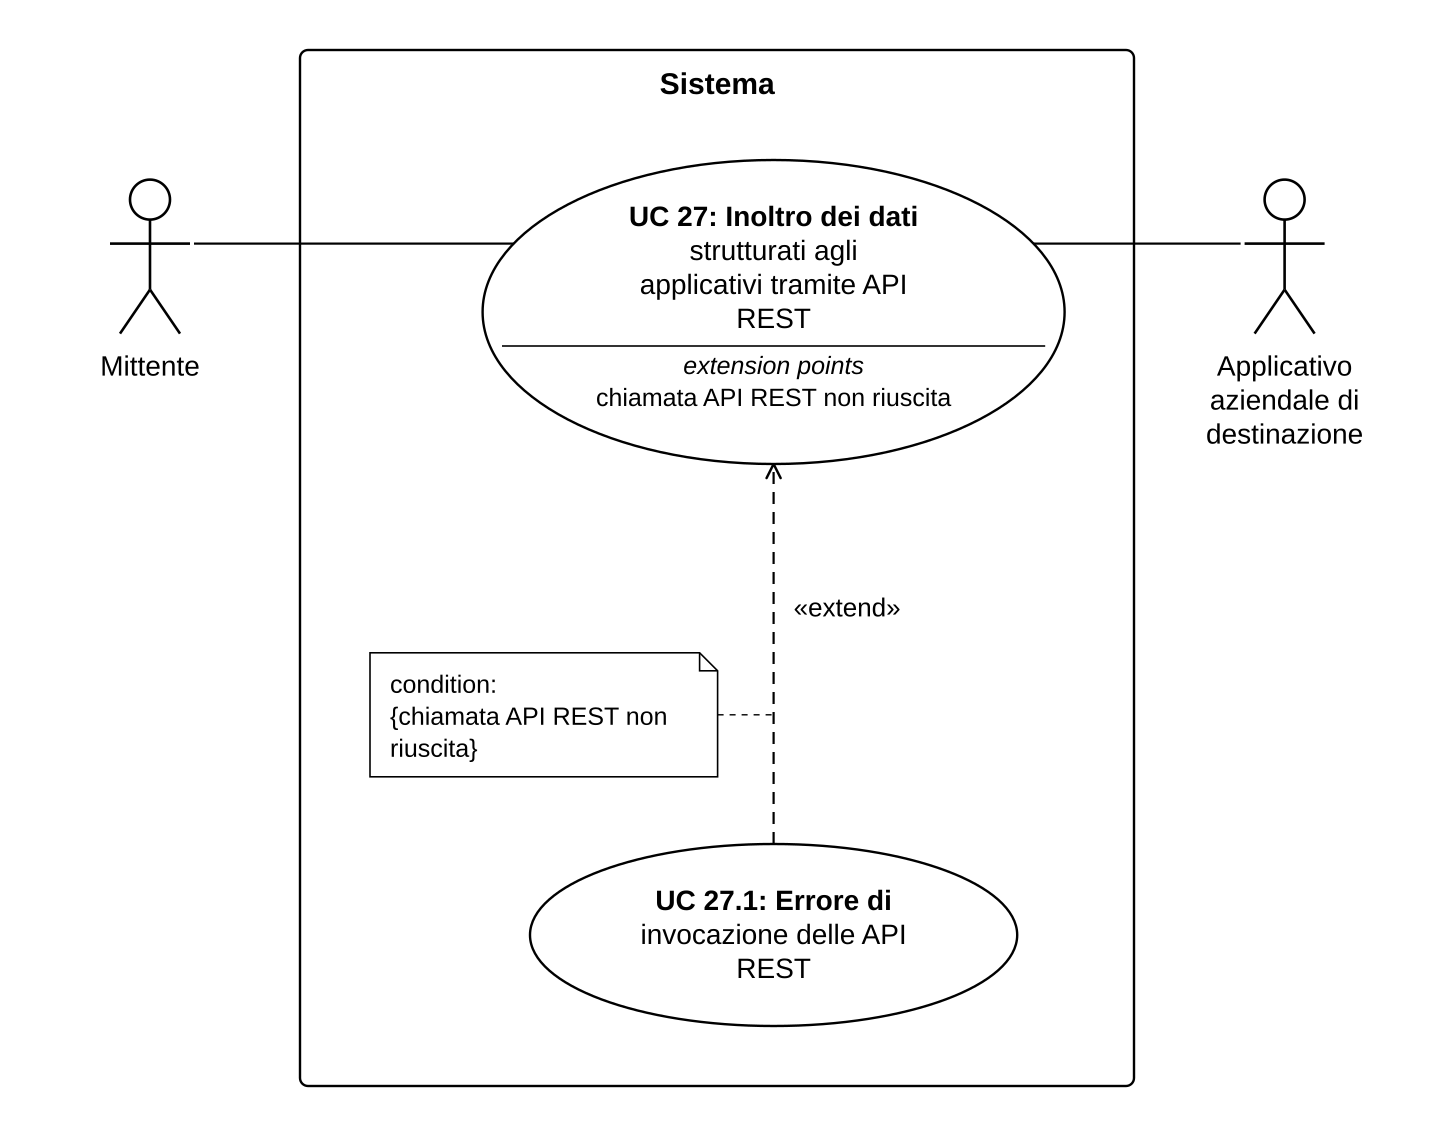 Sistema
UC 27: Inoltro dei dati
strutturati agli
applicativi tramite API
REST
extension points
chiamata API REST non riuscita
Mittente
Applicativo
aziendale di
destinazione
«extend»
condition:
{chiamata API REST non
riuscita}
UC 27.1: Errore di
invocazione delle API
REST